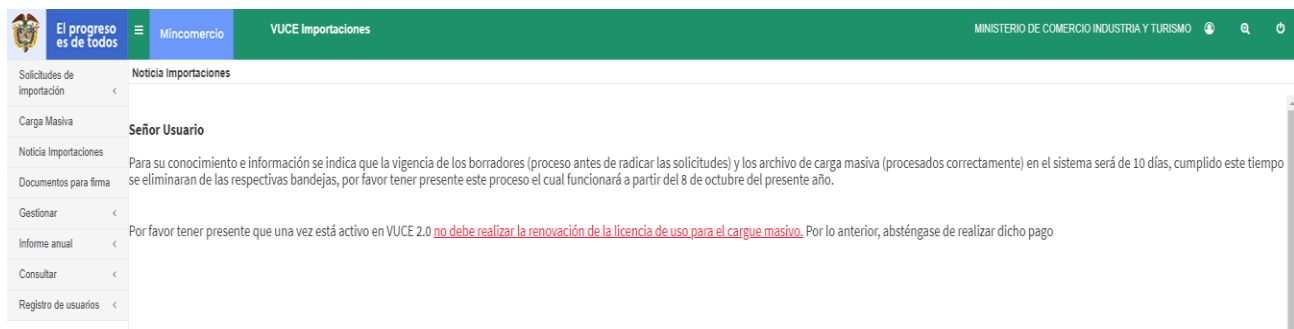 El progreso
es de todos
Mincomercio
VUCE Importaciones
MINISTERIO DE COMERCIO INDUSTRIA Y TURISMO
Solicitudes de
importación
Carga Masiva
Noticia Importaciones
Documentos para firma
Gestionar
Informe anual
Consultar
Registro de usuarios
Noticia Importaciones
Señor Usuario
Para su conocimiento e información se indica que la vigencia de los borradores (proceso antes de radicar las solicitudes) y los archivo de carga masiva (procesados correctamente) en el sistema será de 10 días, cumplido este tiempo
se eliminaran de las respectivas bandejas, por favor tener presente este proceso el cual funcionará a partir del 8 de octubre del presente año.
Por favor tener presente que una vez está activo en VUCE 2.0 no debe realizar la renovación de la licencia de uso para el cargue masivo. Por lo anterior, absténgase de realizar dicho pago